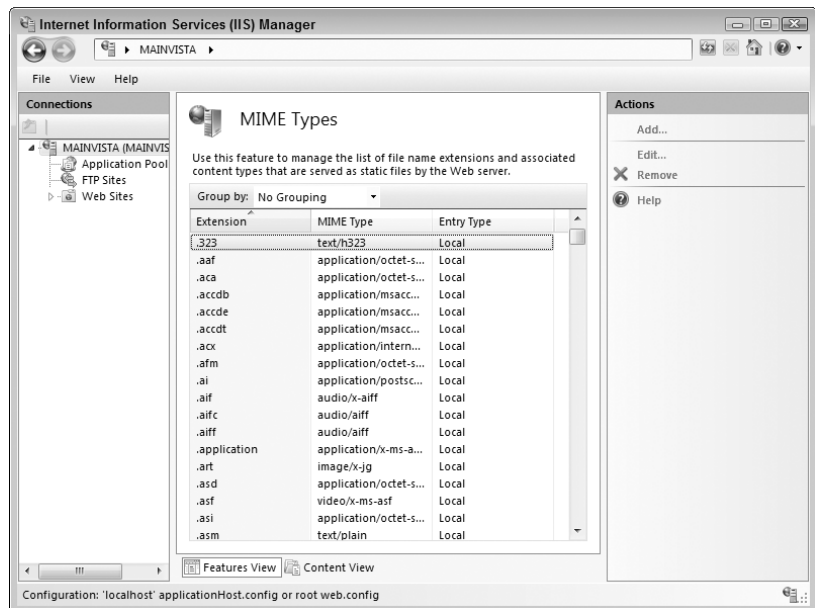 Internet Information Services (IIS) Manager
MAINVISTA
File View Help
Connections
MAINVISTA (MAINVIS
Application Pool
FTP Sites
Web Sites
MIME Types
Use this feature to manage the list of file name extensions and associated
content types that are served as static files by the Web server.
Group by: No Grouping
Extension MIME Type Entry Type
.323 text/h323 Local
.aaf application/octet-s... Local
.aca application/octet-s... Local
.accdb application/msacc... Local
.accde application/msacc... Local
.accdt application/msacc... Local
.acx application/intern... Local
.afm application/octet-s... Local
.ai application/postsc... Local
.aif audio/x-aiff Local
.aifc audio/aiff Local
.aiff audio/aiff Local
.application application/x-ms-a... Local
.art image/x-jg Local
.asd application/octet-s... Local
.asf video/x-ms-asf Local
.asi application/octet-s... Local
.asm text/plain Local
Features View Content View
Actions
Add...
Edit...
Remove
Help
Configuration: 'localhost' applicationHost.config or root web.config